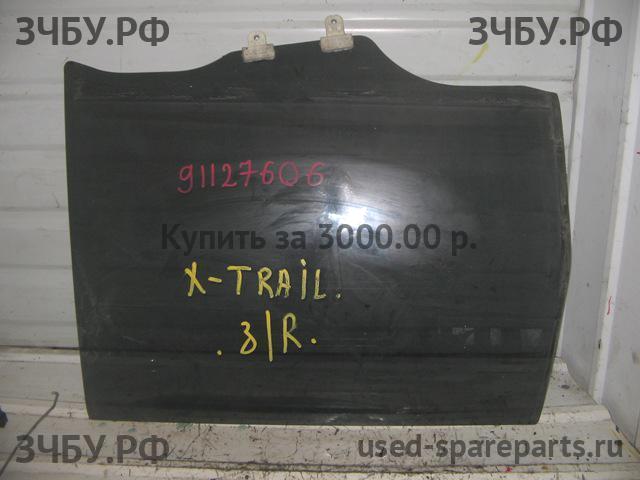 ЗЧБУ.РФ
ЗЧБУ.РФ
91127606
Купить за 3000.00 р.
X-TRAIL.
.З/R.
ЗЧБУ.РФ
used-spareparts.ru